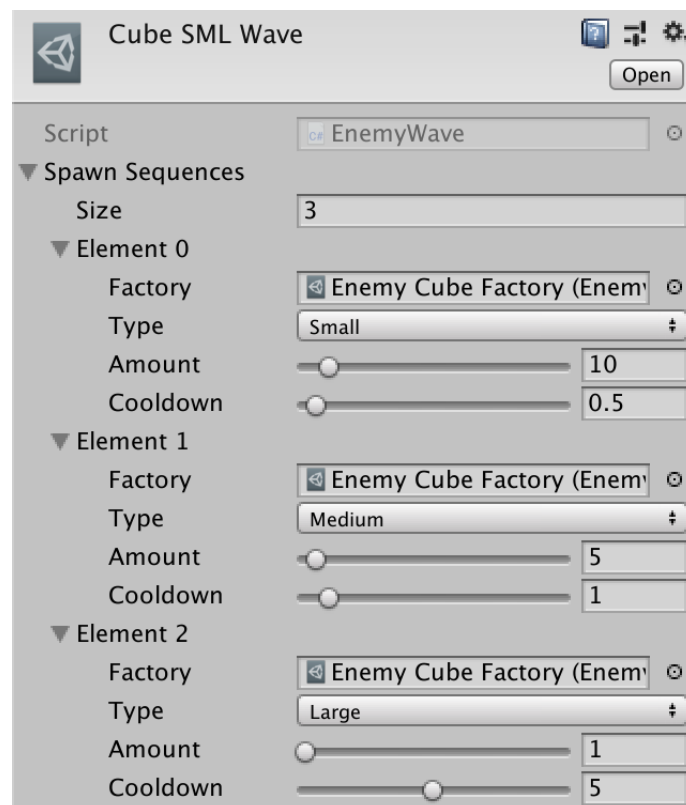 Cube SML Wave
Open
Script EnemyWave
Spawn Sequences
Size 3
Element 0
Factory Enemy Cube Factory (Enem
Type Small
Amount 10
Cooldown 0.5
Element 1
Factory Enemy Cube Factory (Enem
Type Medium
Amount 5
Cooldown 1
Element 2
Factory Enemy Cube Factory (Enem
Type Large
Amount 1
Cooldown 5